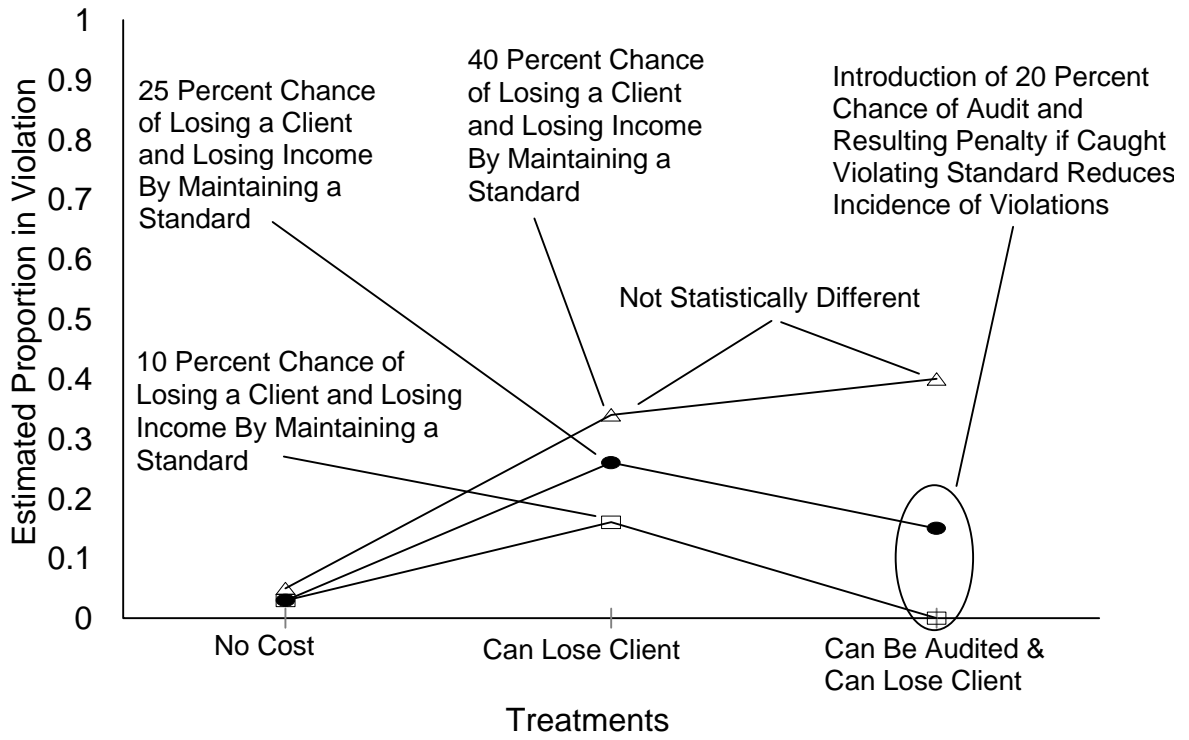 1
0.9
0.8
0.7
0.6
0.5
0.4
0.3
0.2
0.1
0
Estimated Proportion in Violation
25 Percent Chance
of Losing a Client
and Losing Income
By Maintaining a
Standard
40 Percent Chance
of Losing a Client
and Losing Income
By Maintaining a
Standard
Introduction of 20 Percent
Chance of Audit and
Resulting Penalty if Caught
Violating Standard Reduces
Incidence of Violations
Not Statistically Different
10 Percent Chance of
Losing a Client and Losing
Income By Maintaining a
Standard
No Cost
Can Lose Client
Can Be Audited &
Can Lose Client
Treatments